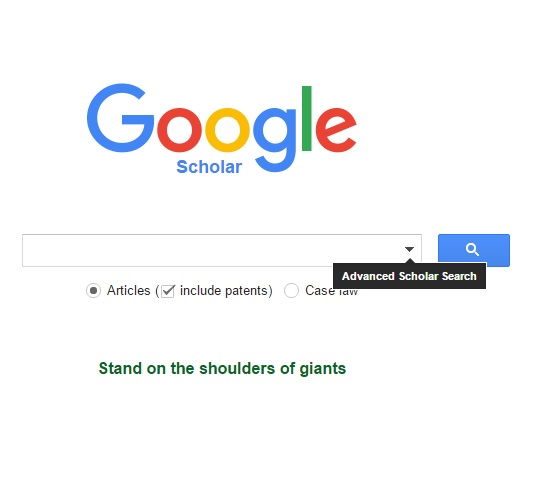 Google
Scholar
Advanced Scholar Search
Articles (include patents) Case law
Stand on the shoulders of giants